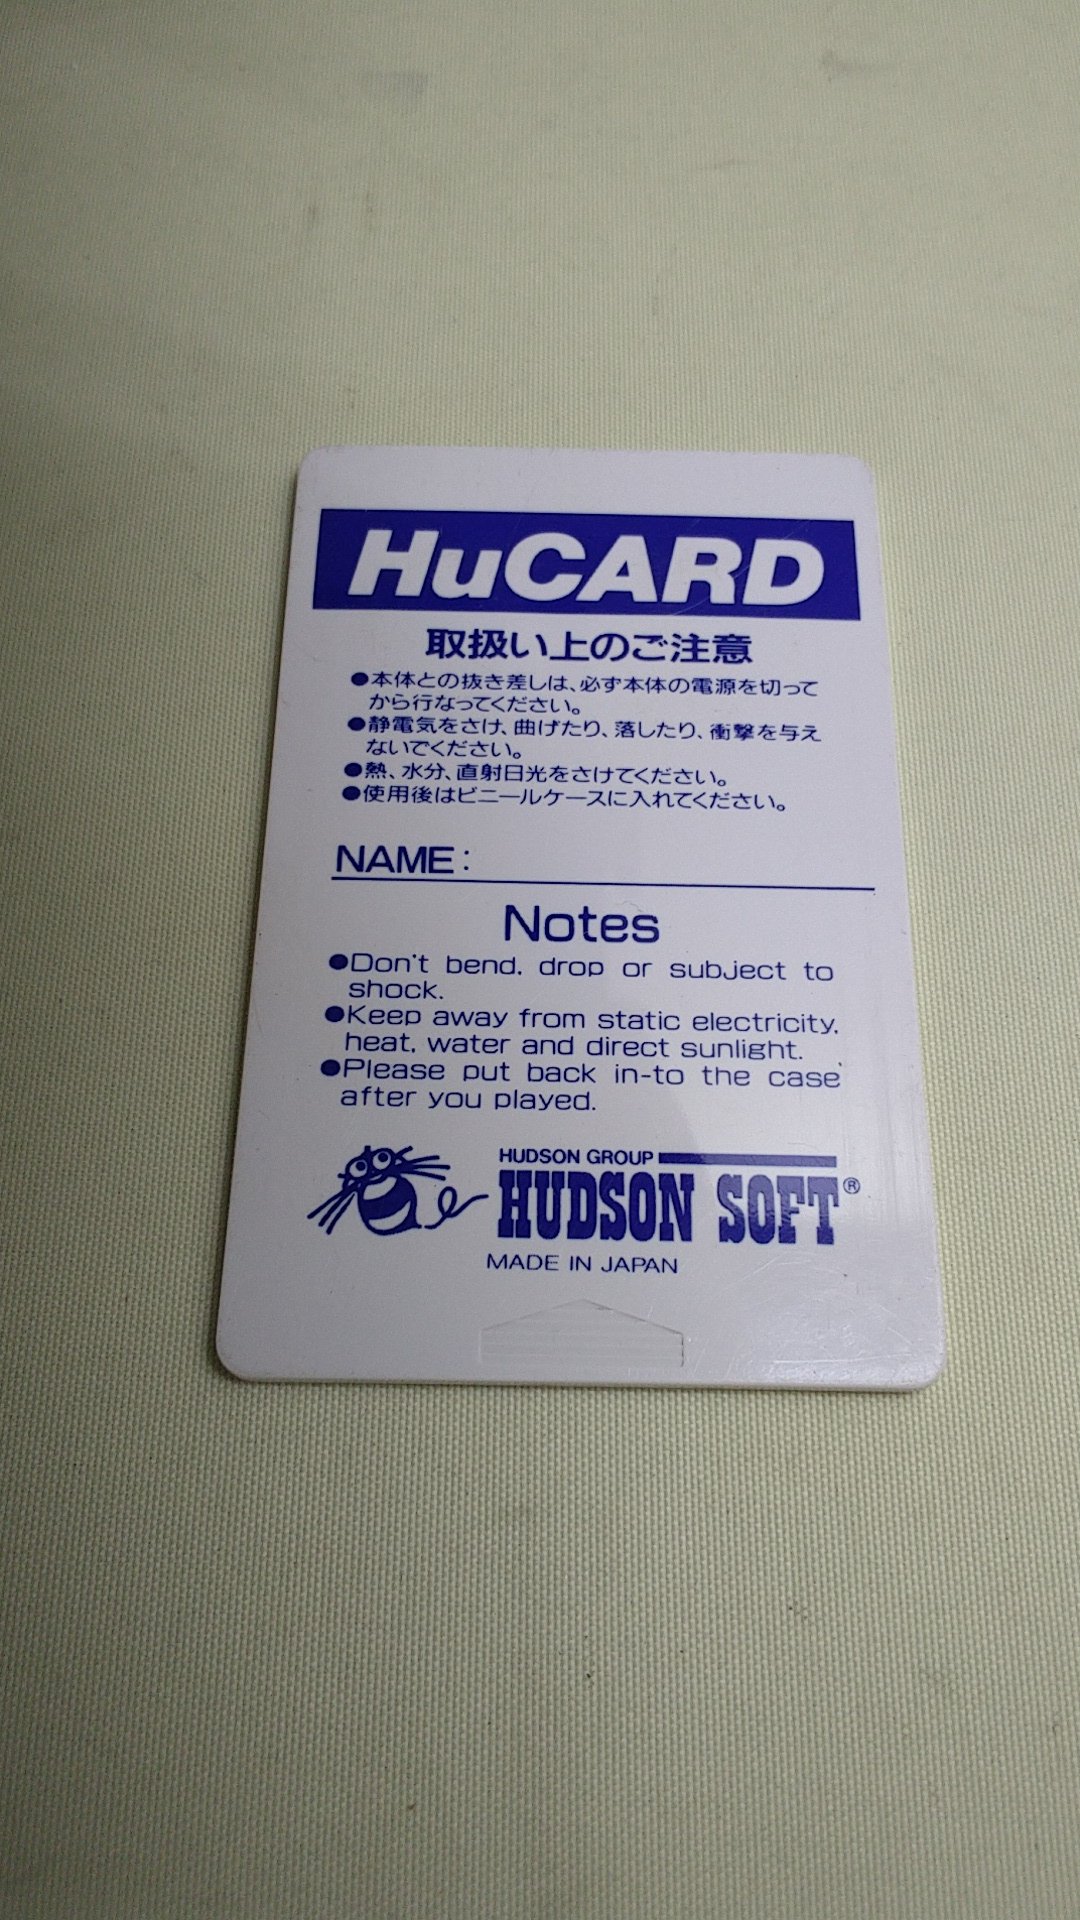 HuCARD
取扱い上のご注意
●本体との抜き差しは、必ず本体の電源を切って
から行なってください。
●静電気をさけ、曲げたり、落したり、衝撃を与え
ないでください。
●熱、水分、直射日光をさけてください。
●使用後はビニールケースに入れてください。
NAME:
Notes
●Don't bend, drop or subject to
shock.
●Keep away from static electricity,
heat, water and direct sunlight.
●Please put back in-to the case
after you played.
HUDSON GROUP
HUDSON SOFT®
MADE IN JAPAN